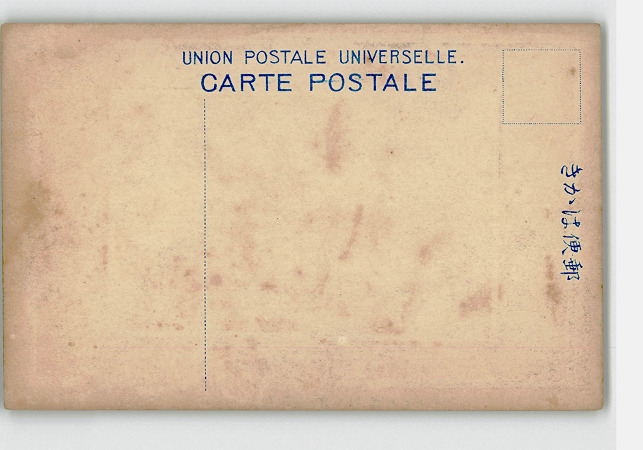 UNION POSTALE UNIVERSELLE.
CARTE POSTALE
郵便はかき